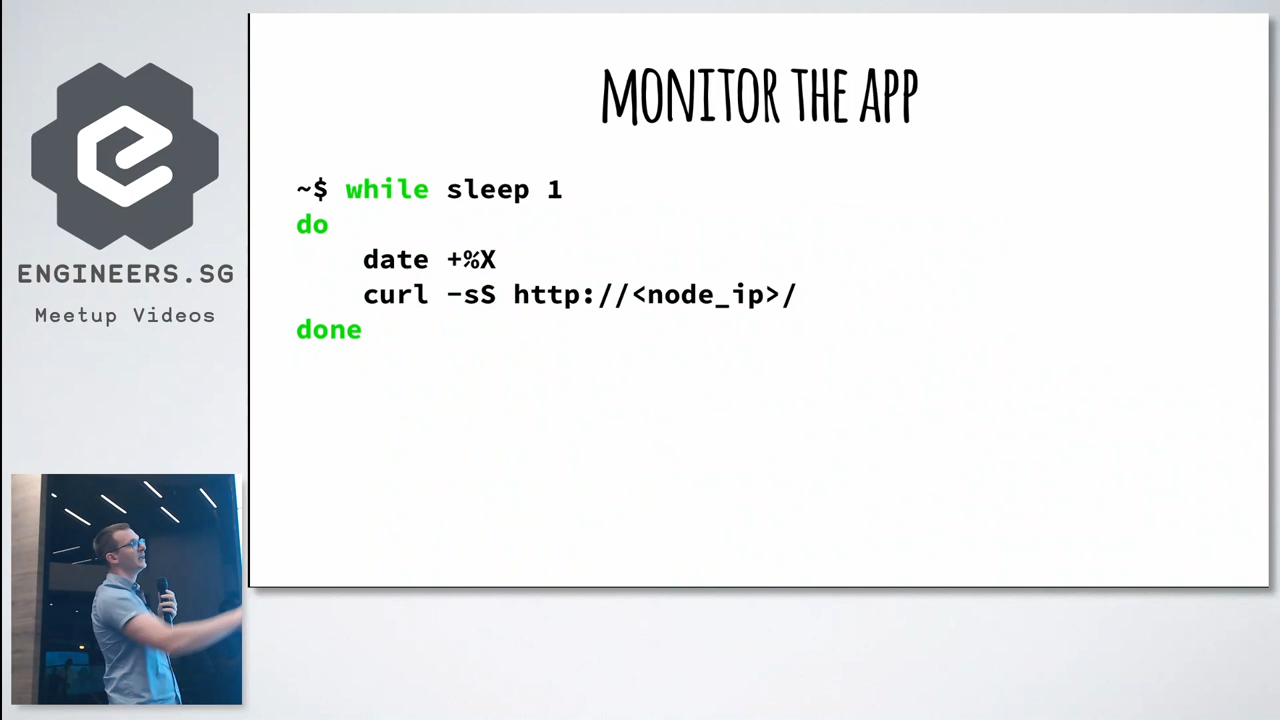 ENGINEERS.SG
Meetup Videos
MONITOR THE APP
~$ while sleep 1
do
    date +%X
    curl -sS http://<node_ip>/
done